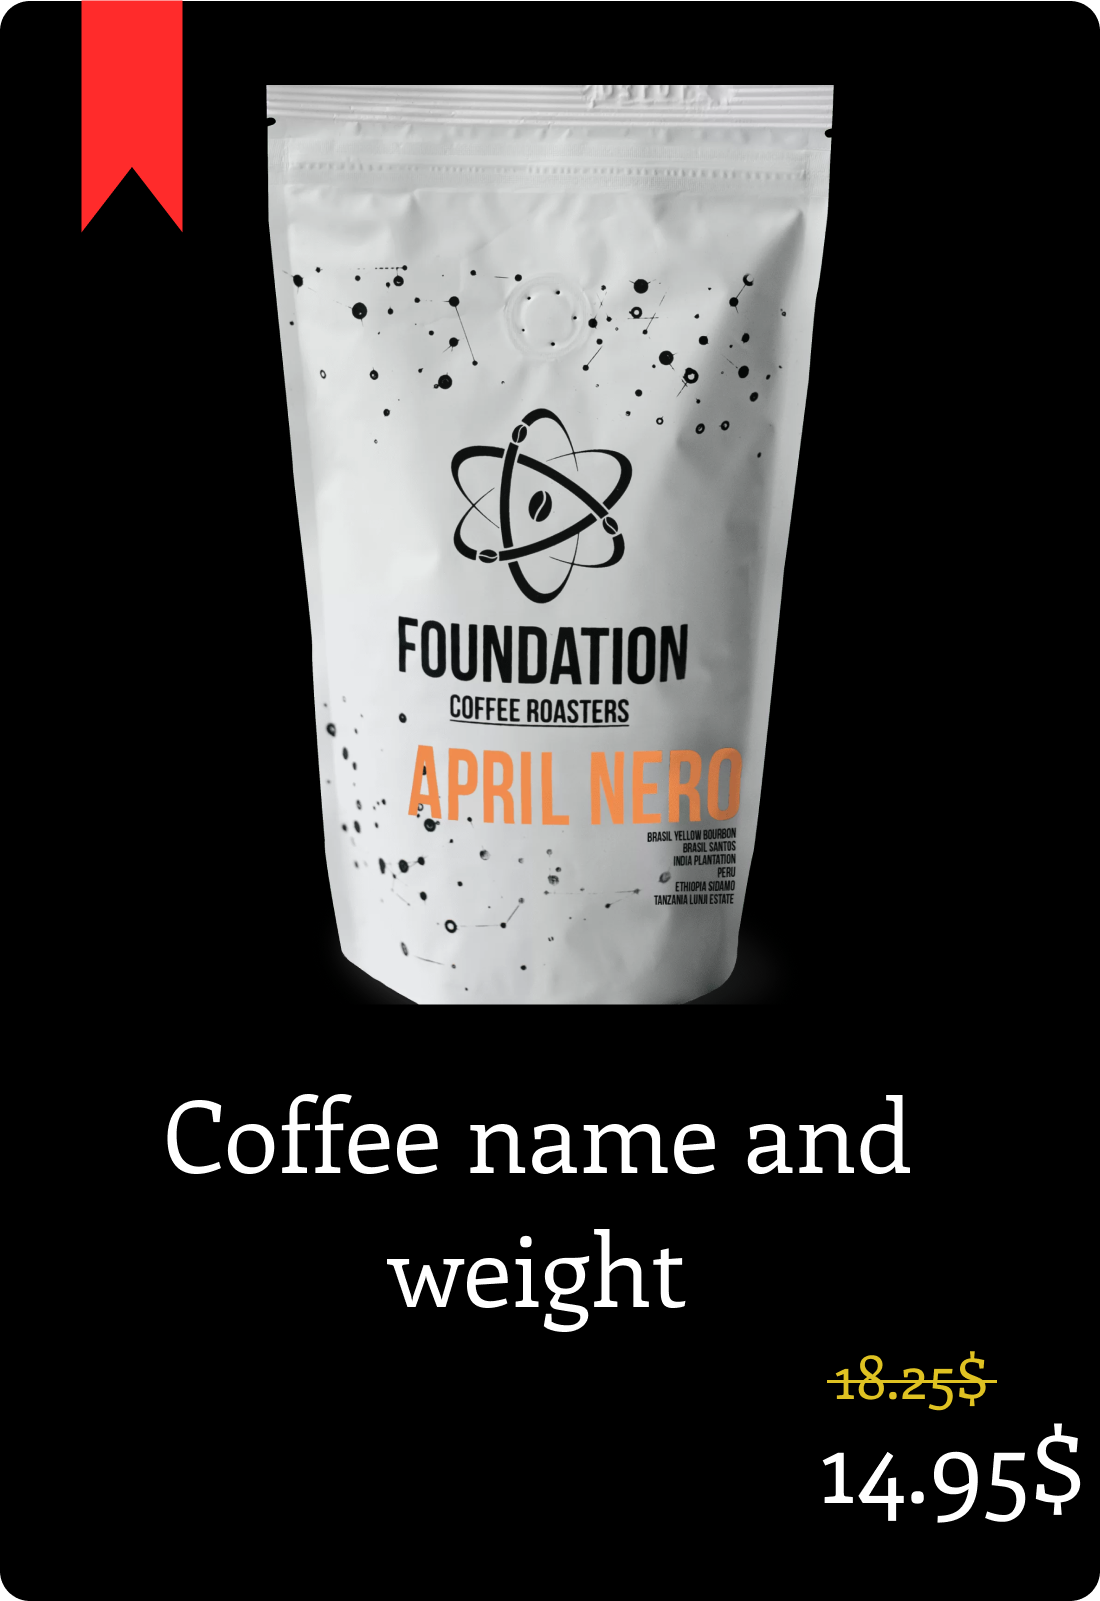 FOUNDATION
COFFEE ROASTERS
APRIL NERO
BRASIL YELLOW BOURBON
BRASIL SANTOS
INDIA PLANTATION
PERU
ETHIOPIA SIDAMO
TANZANIA LUNJI ESTATE
Coffee name and
weight
18.25$
14.95$